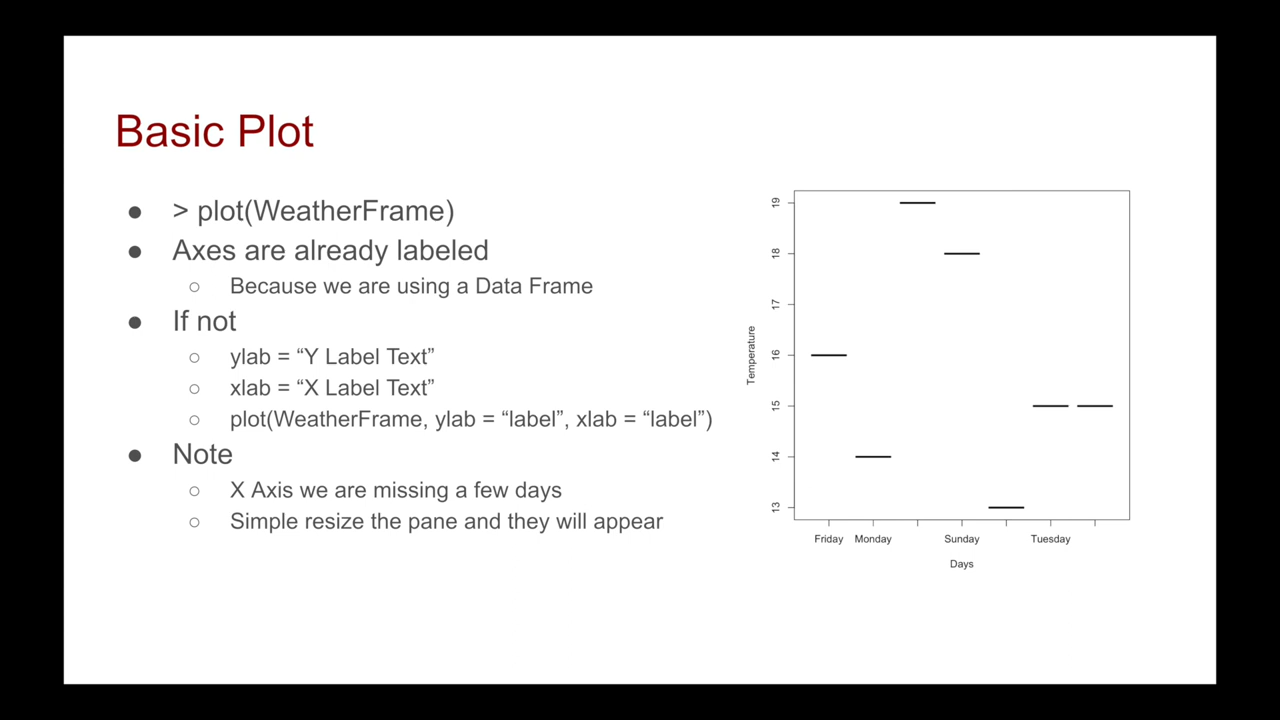 Basic Plot
● > plot(WeatherFrame)
● Axes are already labeled
○ Because we are using a Data Frame
● If not
○ ylab = “Y Label Text”
○ xlab = “X Label Text”
○ plot(WeatherFrame, ylab = “label”, xlab = “label”)
● Note
○ X Axis we are missing a few days
○ Simple resize the pane and they will appear
Temperature
19
18
17
16
15
14
13
Friday Monday Sunday Tuesday
Days